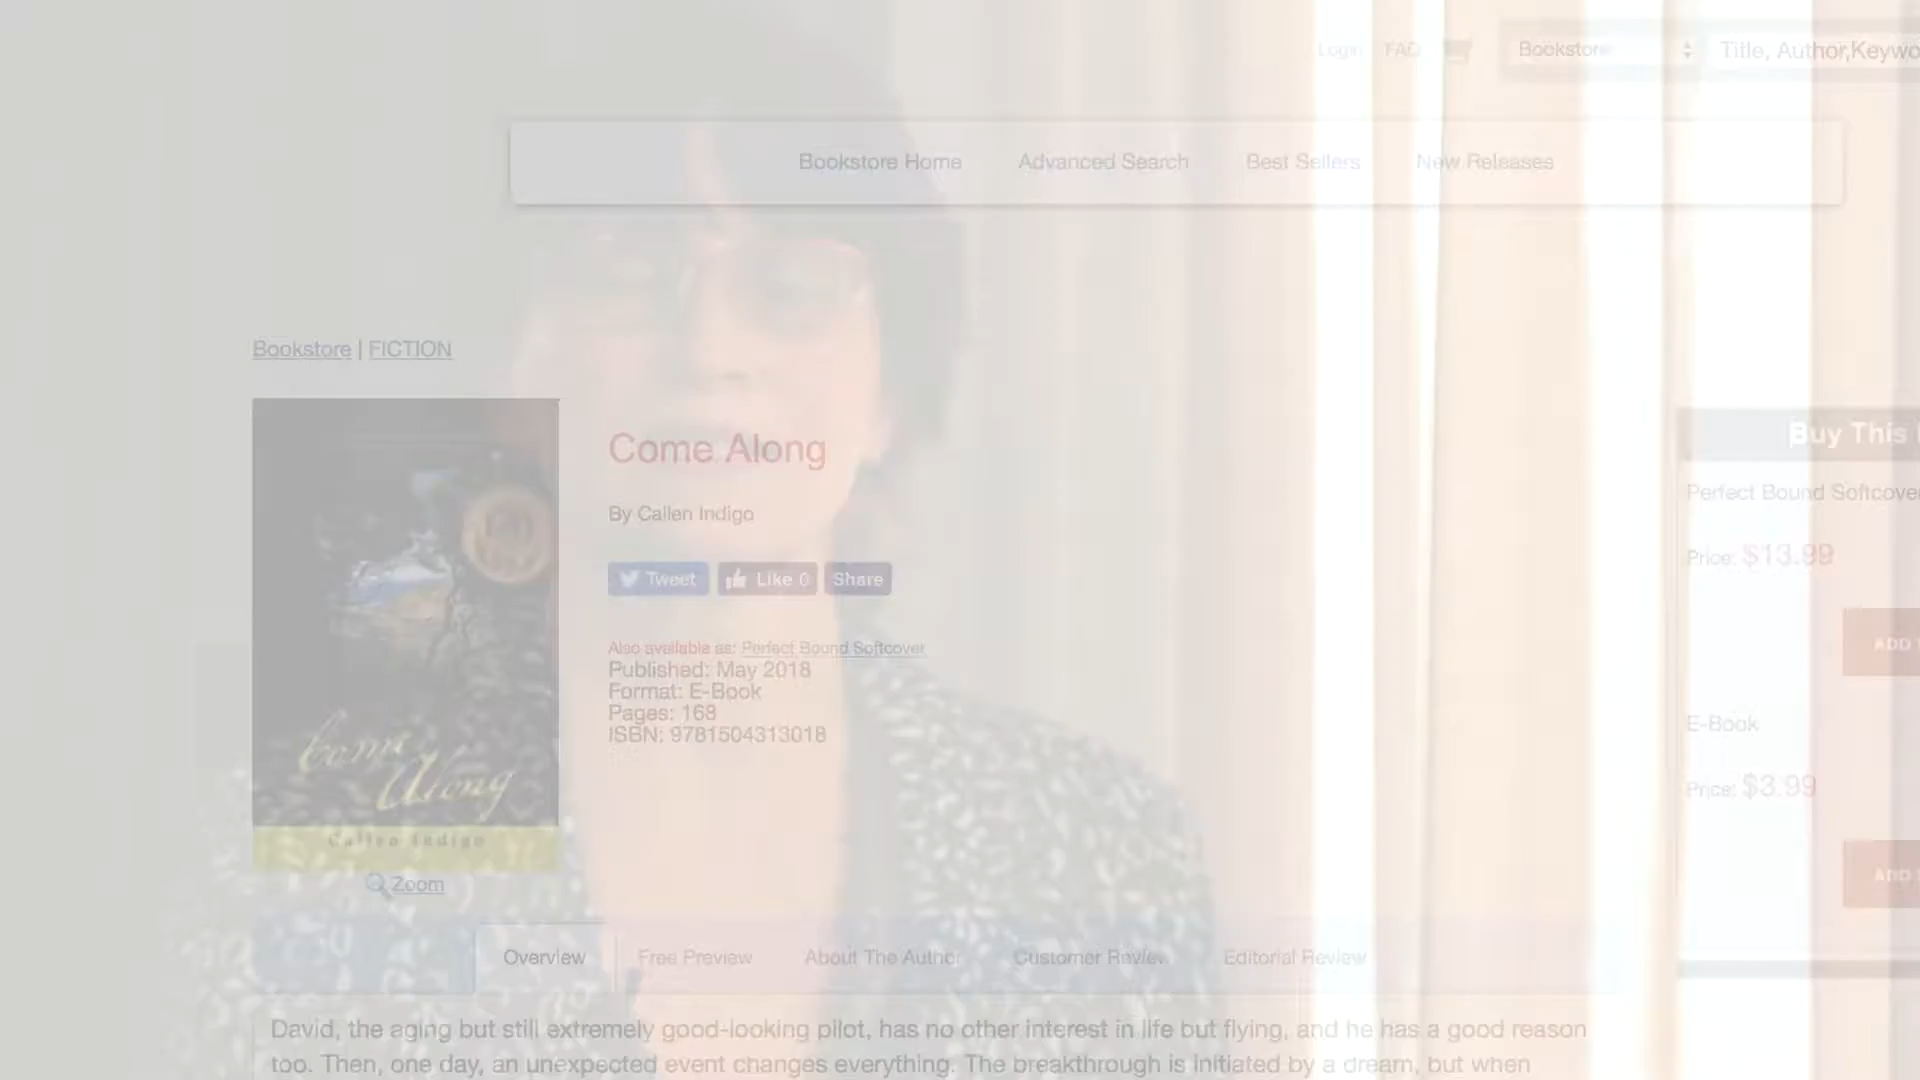 Login FAQ Bookstore Title, Author,Keywo
Bookstore Home Advanced Search Best Sellers New Releases
Bookstore | FICTION
Come Along
By Callen Indigo
Tweet Like 0 Share
Also available as: Perfect Bound Softcover
Published: May 2018
Format: E-Book
Pages: 168
ISBN: 9781504313018
Come
Along
Callen Indigo
Zoom
Buy This
Perfect Bound Softcover
Price: $13.99
ADD
E-Book
Price: $3.99
ADD
Overview Free Preview About The Author Customer Review Editorial Review
David, the aging but still extremely good-looking pilot, has no other interest in life but flying, and he has a good reason
too. Then, one day, an unexpected event changes everything. The breakthrough is initiated by a dream, but when